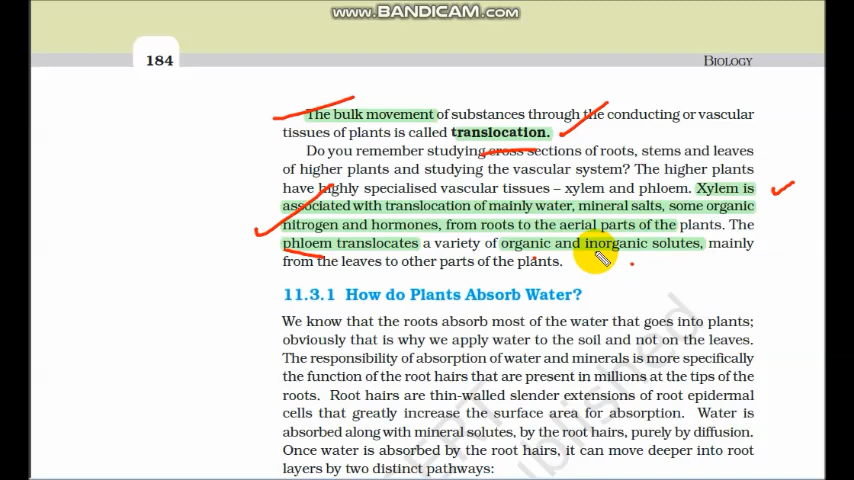 www.BANDICAM.com
184
BIOLOGY
The bulk movement of substances through the conducting or vascular
tissues of plants is called translocation.
Do you remember studying cross sections of roots, stems and leaves
of higher plants and studying the vascular system? The higher plants
have highly specialised vascular tissues – xylem and phloem. Xylem is
associated with translocation of mainly water, mineral salts, some organic
nitrogen and hormones, from roots to the aerial parts of the plants. The
phloem translocates a variety of organic and inorganic solutes, mainly
from the leaves to other parts of the plants.
11.3.1 How do Plants Absorb Water?
We know that the roots absorb most of the water that goes into plants;
obviously that is why we apply water to the soil and not on the leaves.
The responsibility of absorption of water and minerals is more specifically
the function of the root hairs that are present in millions at the tips of the
roots. Root hairs are thin-walled slender extensions of root epidermal
cells that greatly increase the surface area for absorption. Water is
absorbed along with mineral solutes, by the root hairs, purely by diffusion.
Once water is absorbed by the root hairs, it can move deeper into root
layers by two distinct pathways: